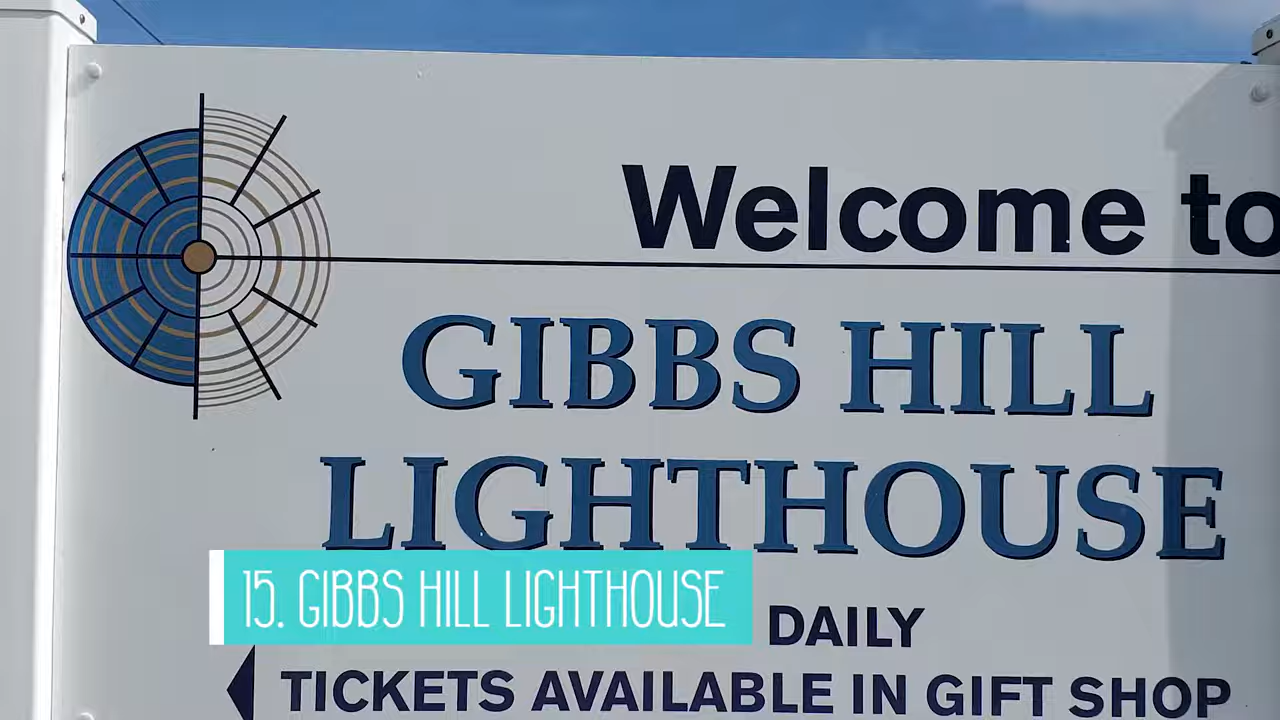 Welcome to
GIBBS HILL
LIGHTHOUSE
15. GIBBS HILL LIGHTHOUSE
DAILY
TICKETS AVAILABLE IN GIFT SHOP